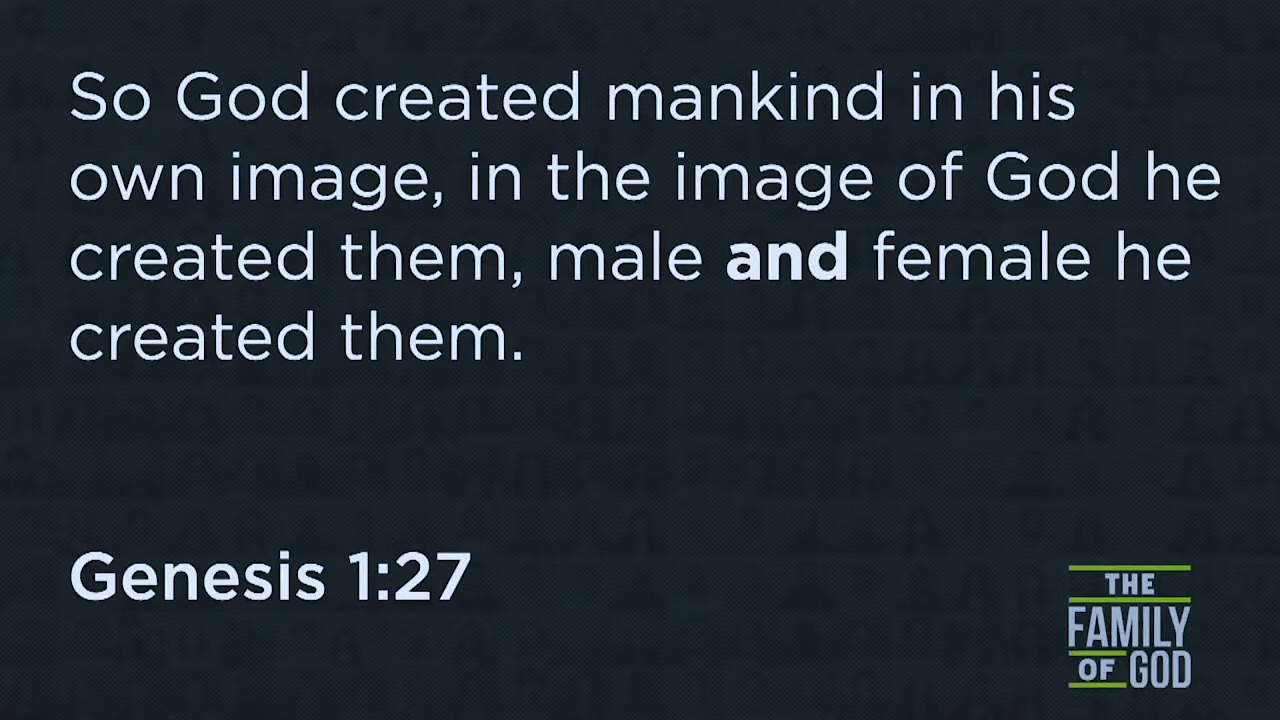 So God created mankind in his
own image, in the image of God he
created them, male and female he
created them.
Genesis 1:27
THE
FAMILY
OF GOD